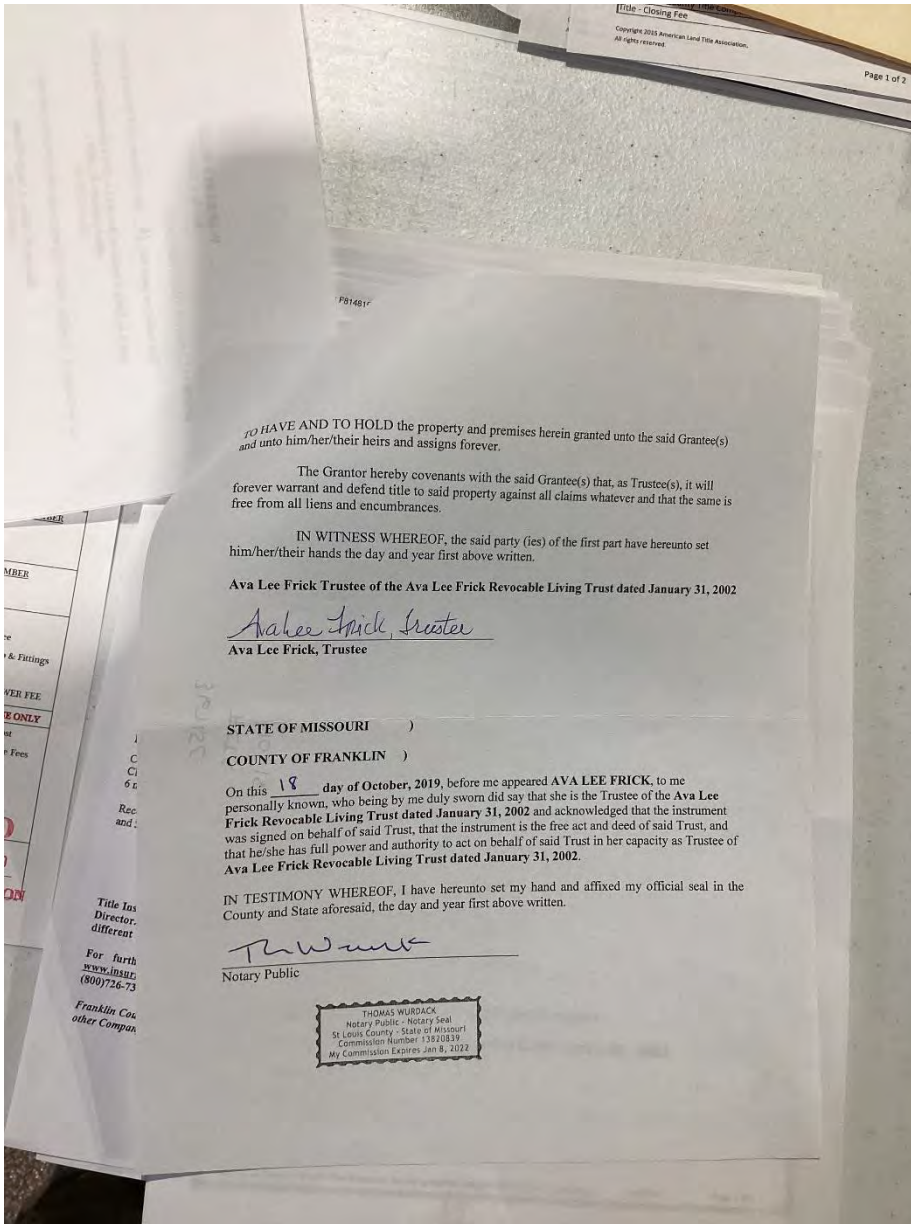 Title - Closing Fee
Copyright 2015 American Land Title Association.
All rights reserved.
Page 1 of 2
TO HAVE AND TO HOLD the property and premises herein granted unto the said Grantee(s)
and unto him/her/their heirs and assigns forever.
The Grantor hereby covenants with the said Grantee(s) that, as Trustee(s), it will
forever warrant and defend title to said property against all claims whatever and that the same is
free from all liens and encumbrances.
IN WITNESS WHEREOF, the said party (ies) of the first part have hereunto set
him/her/their hands the day and year first above written.
Ava Lee Frick Trustee of the Ava Lee Frick Revocable Living Trust dated January 31, 2002
Ava Lee Frick, Trustee
Ava Lee Frick, Trustee
STATE OF MISSOURI )
COUNTY OF FRANKLIN )
On this 18 day of October, 2019, before me appeared AVA LEE FRICK, to me
personally known, who being by me duly sworn did say that she is the Trustee of the Ava Lee
Frick Revocable Living Trust dated January 31, 2002 and acknowledged that the instrument
was signed on behalf of said Trust, that the instrument is the free act and deed of said Trust, and
that he/she has full power and authority to act on behalf of said Trust in her capacity as Trustee of
Ava Lee Frick Revocable Living Trust dated January 31, 2002.
IN TESTIMONY WHEREOF, I have hereunto set my hand and affixed my official seal in the
County and State aforesaid, the day and year first above written.
Notary Public
THOMAS WURDACK
Notary Public - Notary Seal
St Louis County - State of Missouri
Commission Number 13820839
My Commission Expires Jan 8, 2022
MBER
& Fittings
WER FEE
E ONLY
Fees
Title Ins
Director.
different
For furth
www.insur
(800)726-73
Franklin Cou
other Compan